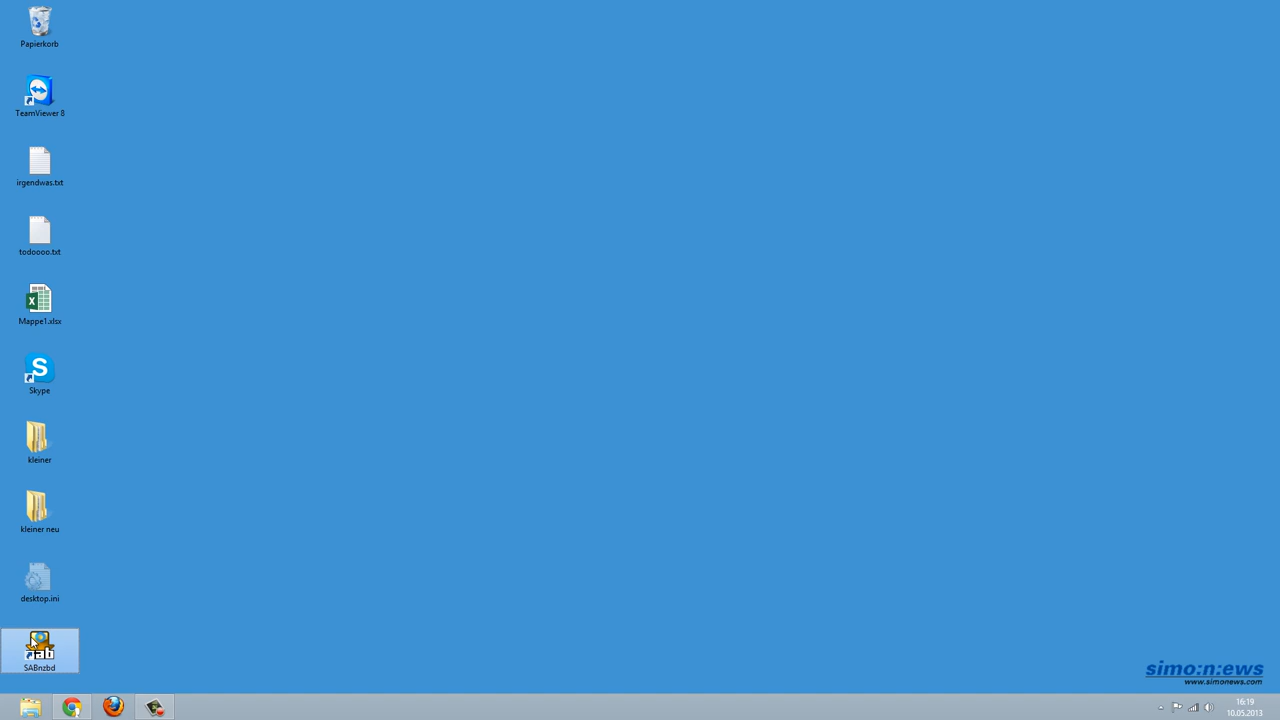 Papierkorb
TeamViewer 8
irgendwas.txt
todoooo.txt
Mappe1.xlsx
S
Skype
kleiner
kleiner neu
desktop.ini
ab
SABnzbd
simo:n:ews
www.simonews.com
16:19
10.05.2013